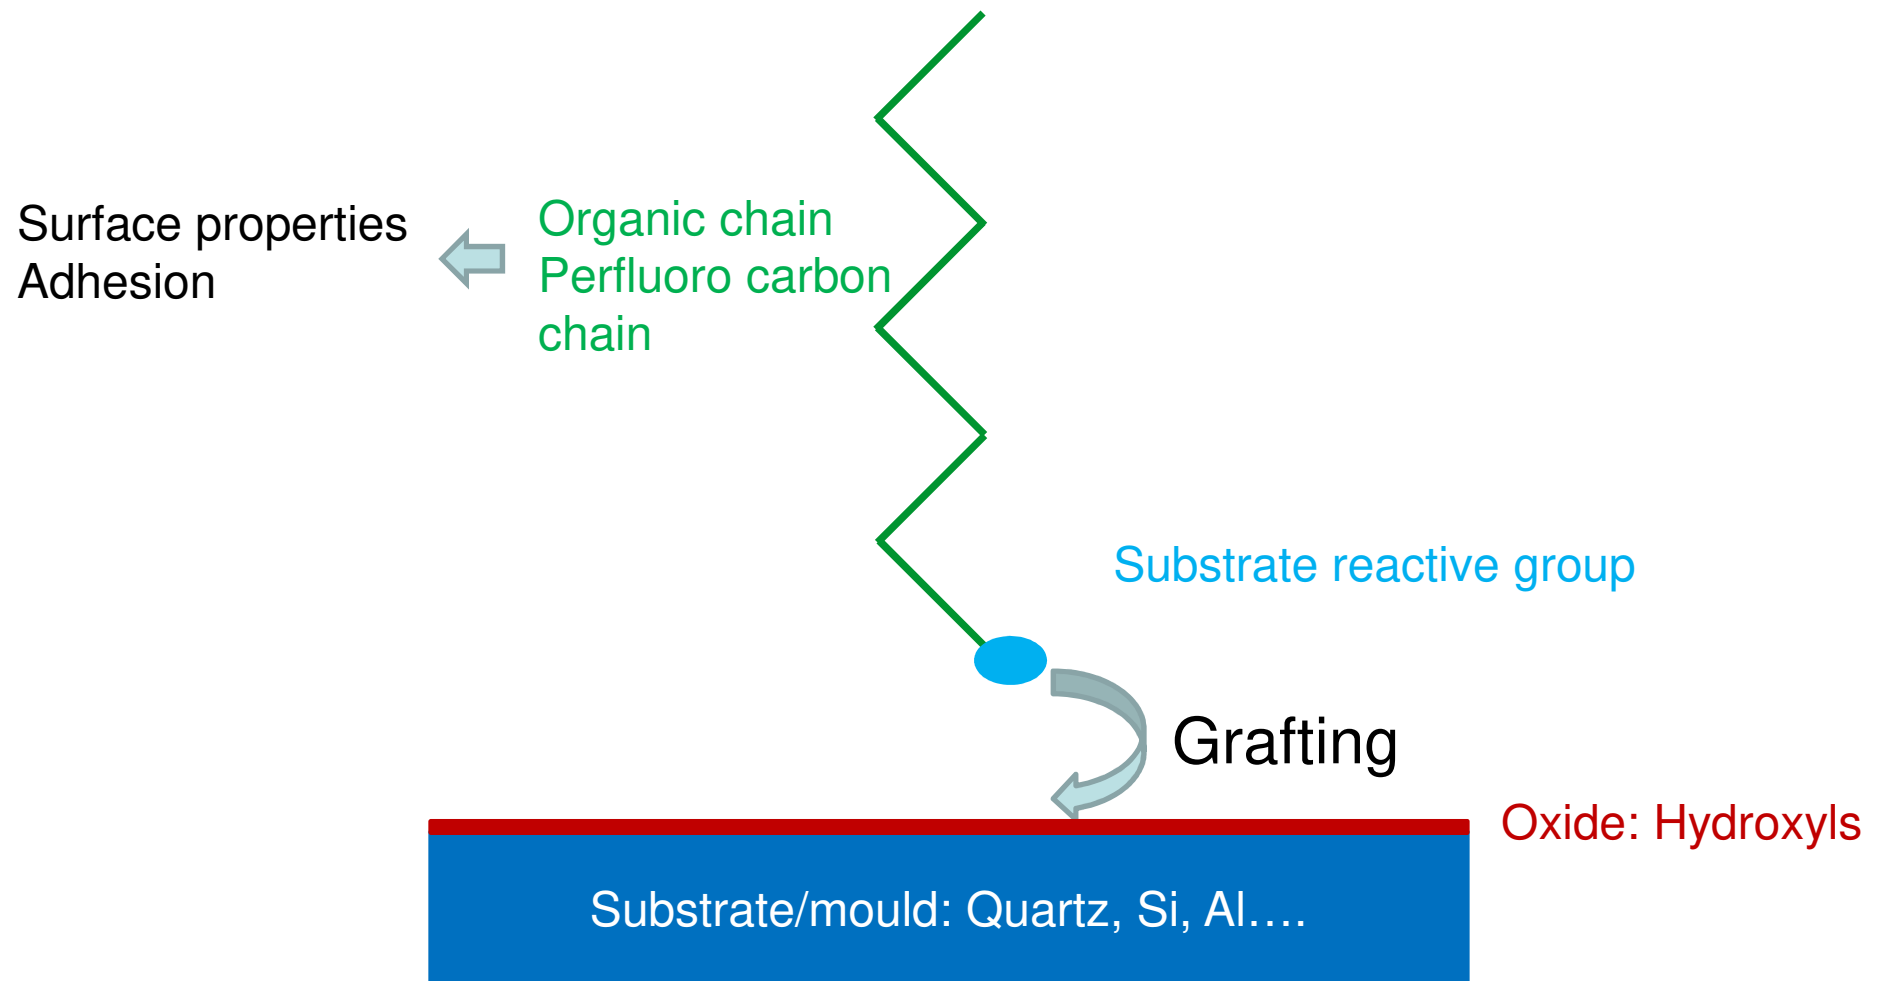 Surface properties
Adhesion
Organic chain
Perfluoro carbon
chain
Substrate reactive group
Grafting
Oxide: Hydroxyls
Substrate/mould: Quartz, Si, Al....